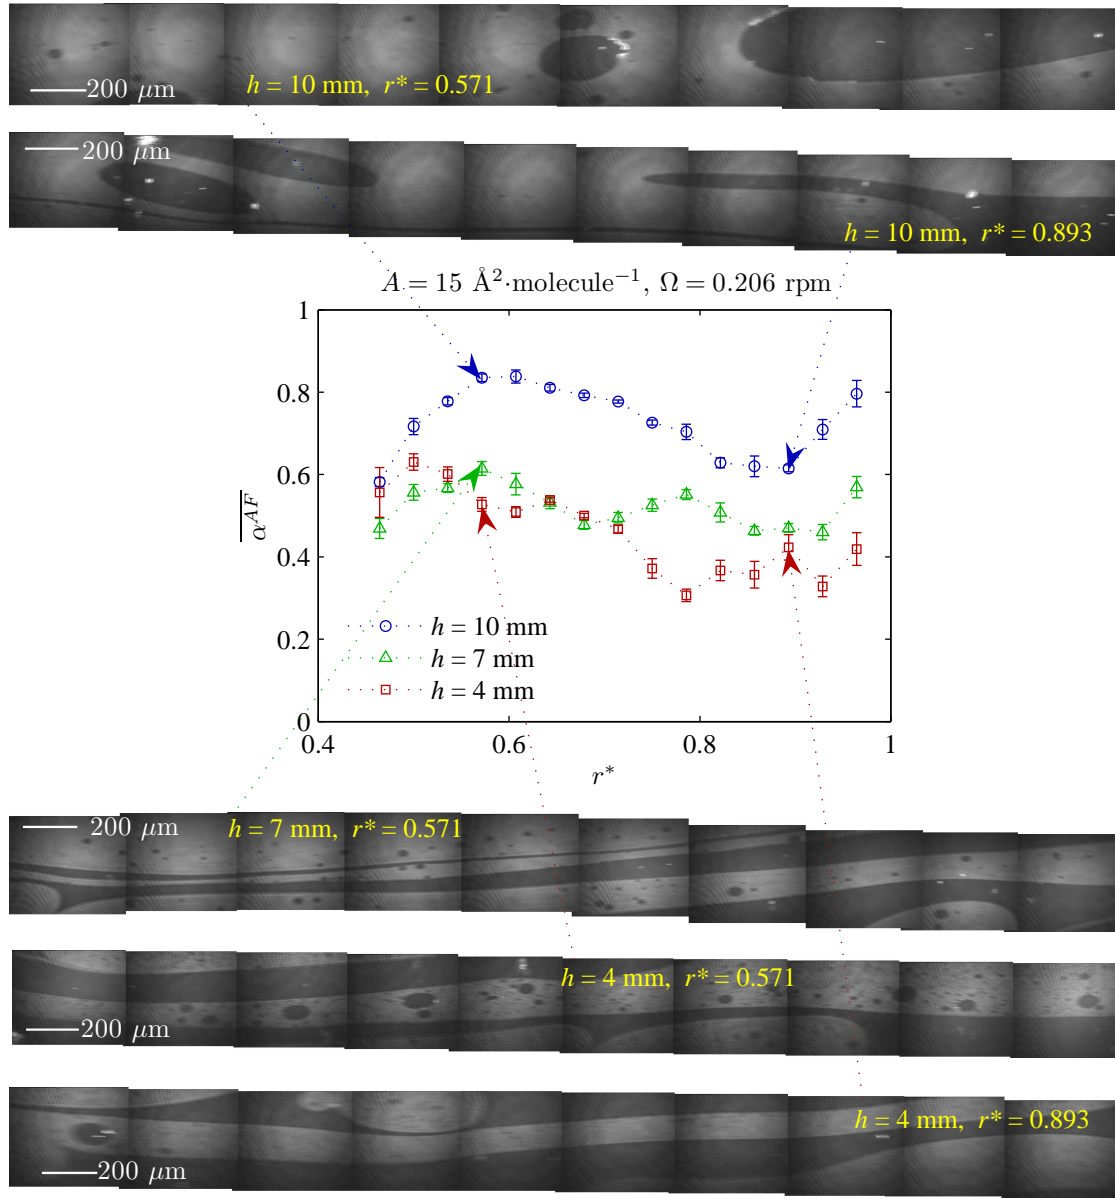 200 μm
h = 10 mm, r* = 0.571
200 μm
h = 10 mm, r* = 0.893
A = 15 Å²·molecule⁻¹, Ω = 0.206 rpm
1
0.8
0.6
0.4
0.2
0
α^{AF}
h = 10 mm
h = 7 mm
h = 4 mm
0.4 0.6 0.8 1
r*
200 μm
h = 7 mm, r* = 0.571
h = 4 mm, r* = 0.571
200 μm
h = 4 mm, r* = 0.893
200 μm